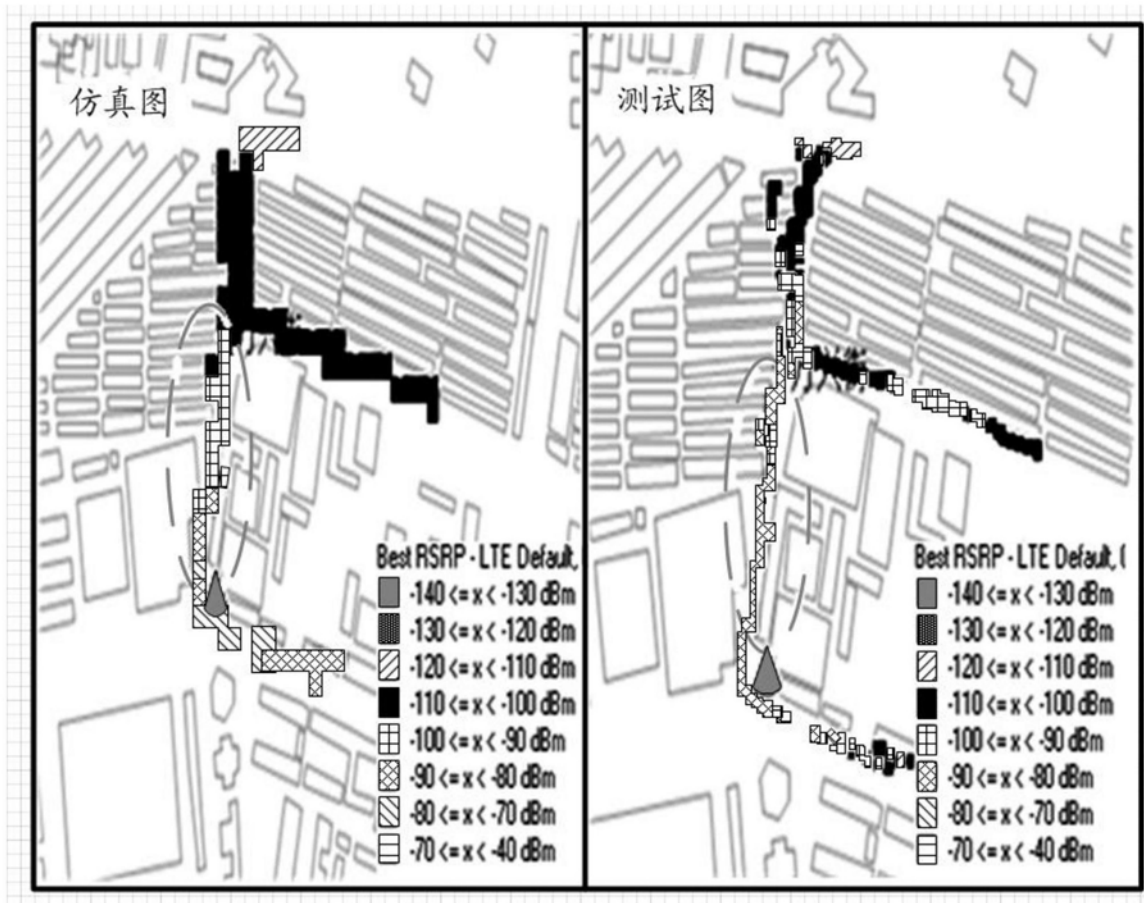 仿真图
Best RSRP - LTE Default,
-140 <= x < -130 dBm
-130 <= x < -120 dBm
-120 <= x < -110 dBm
-110 <= x < -100 dBm
-100 <= x < -90 dBm
-90 <= x < -80 dBm
-80 <= x < -70 dBm
-70 <= x < -40 dBm
测试图
Best RSRP - LTE Default, (
-140 <= x < -130 dBm
-130 <= x < -120 dBm
-120 <= x < -110 dBm
-110 <= x < -100 dBm
-100 <= x < -90 dBm
-90 <= x < -80 dBm
-80 <= x < -70 dBm
-70 <= x < -40 dBm